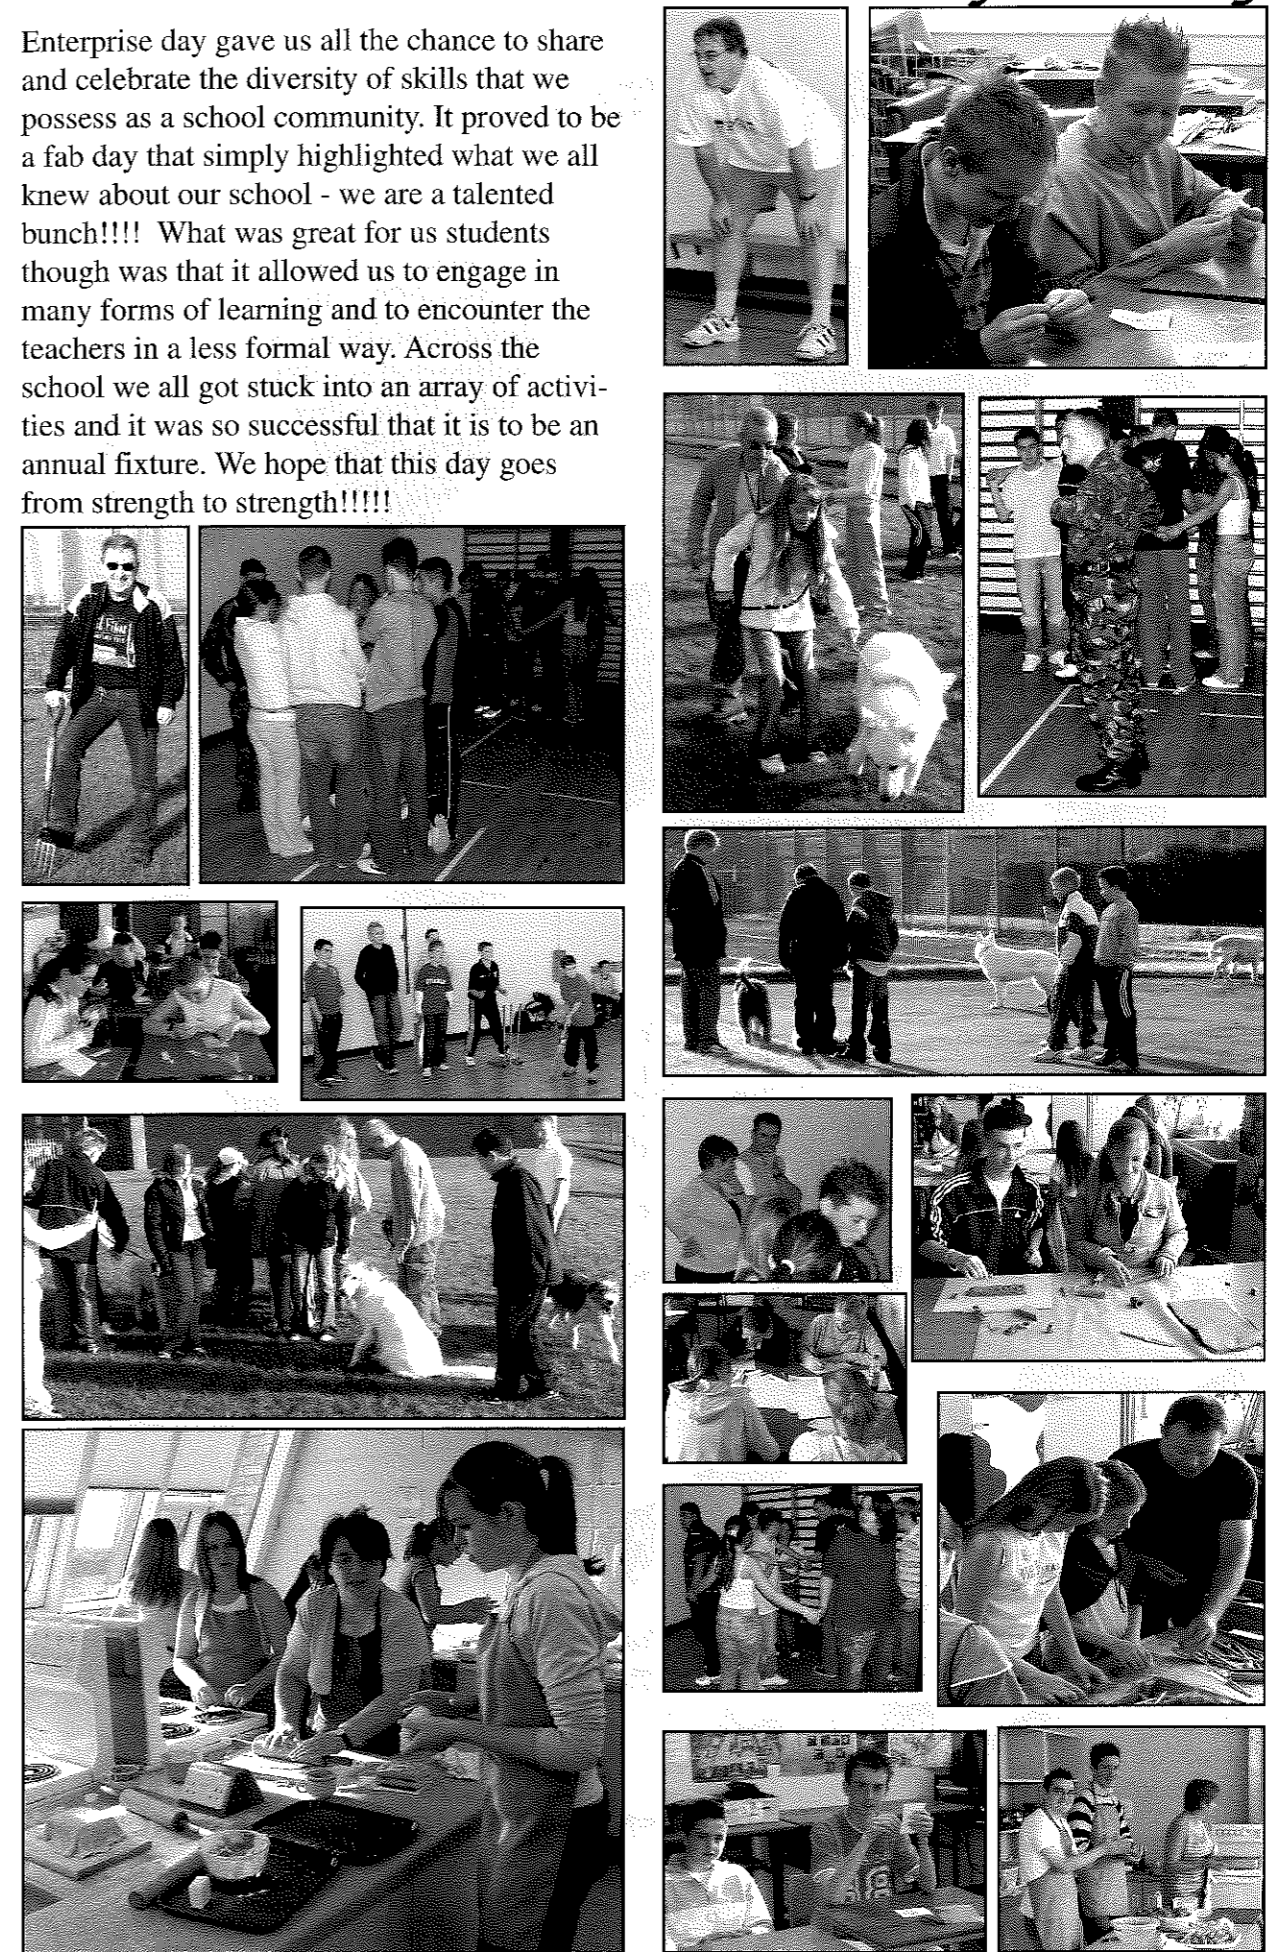 Enterprise day gave us all the chance to share
and celebrate the diversity of skills that we
possess as a school community. It proved to be
a fab day that simply highlighted what we all
knew about our school - we are a talented
bunch!!!!  What was great for us students
though was that it allowed us to engage in
many forms of learning and to encounter the
teachers in a less formal way. Across the
school we all got stuck into an array of activi-
ties and it was so successful that it is to be an
annual fixture. We hope that this day goes
from strength to strength!!!!!